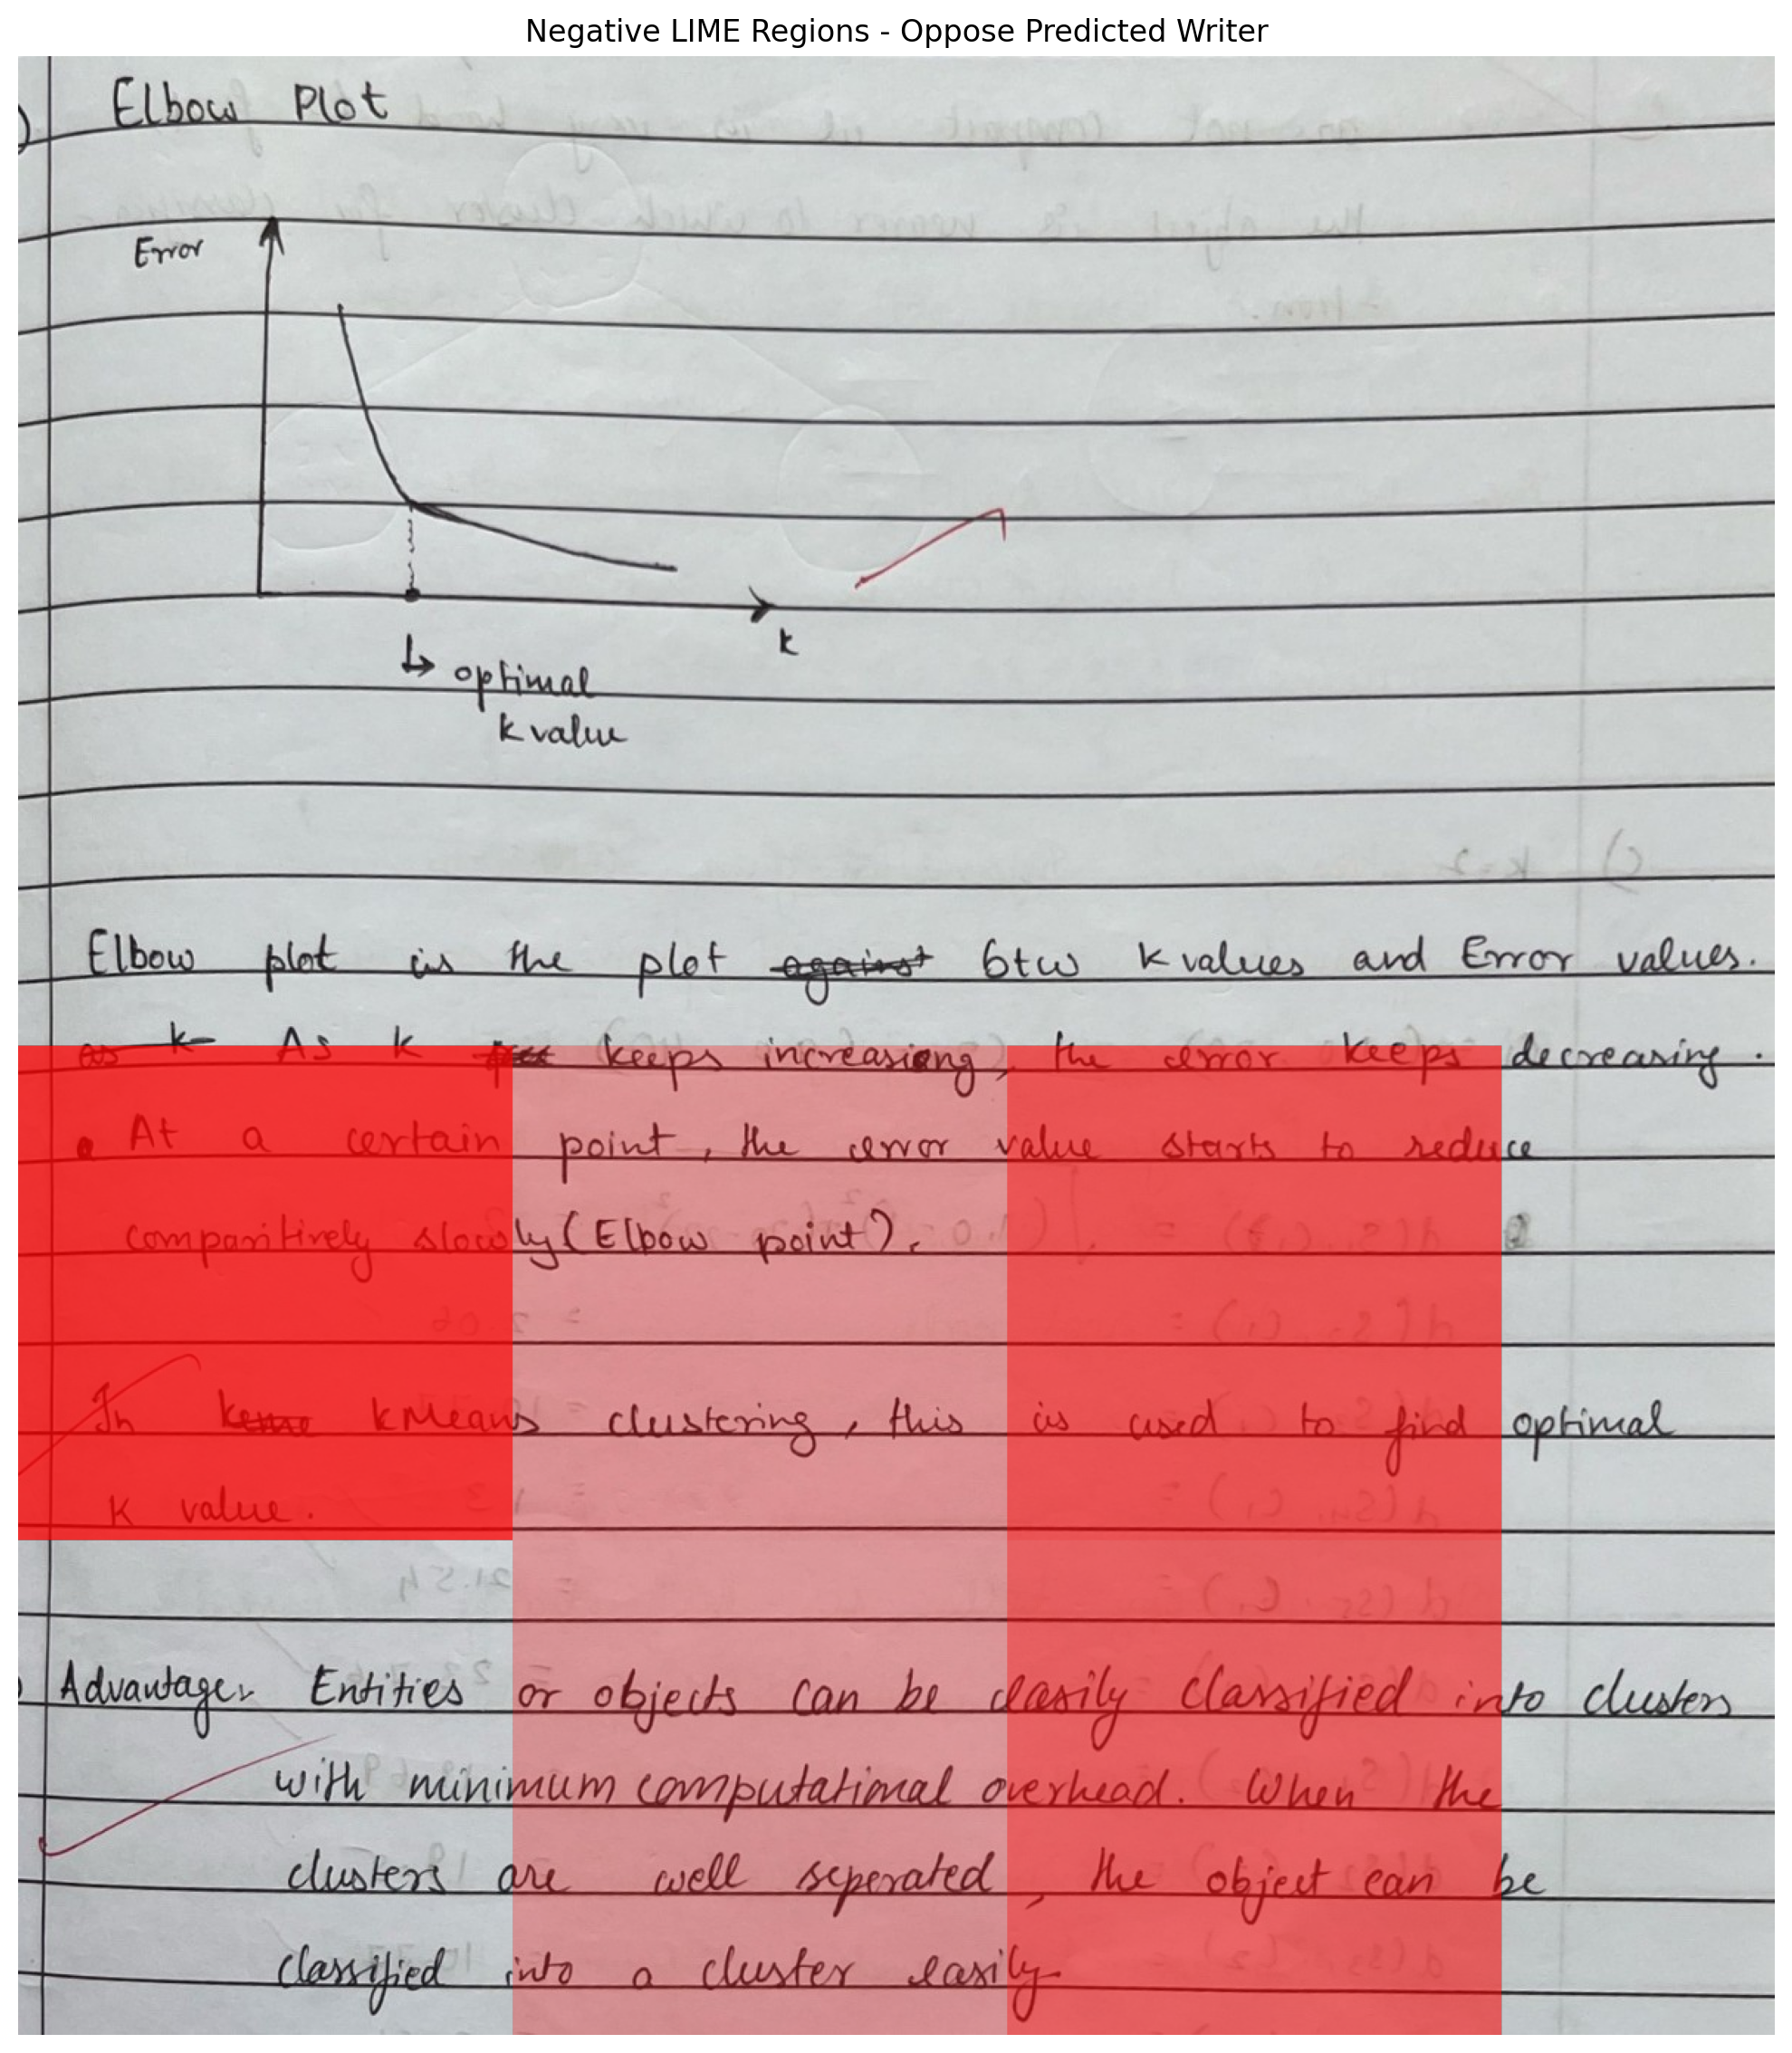 Negative LIME Regions - Oppose Predicted Writer
Elbow Plot
Error
k
optimal
k value
Elbow plot is the plot against btw k values and Error values.
as k As k keeps increasing, the error keeps decreasing.
At a certain point, the error value starts to reduce
comparitively slowly (Elbow point).
In kMeans clustering, this is used to find optimal
k value.
Advantages Entities or objects can be easily classified into clusters
with minimum computational overhead. When the
clusters are well seperated, the object can be
classified into a cluster easily.